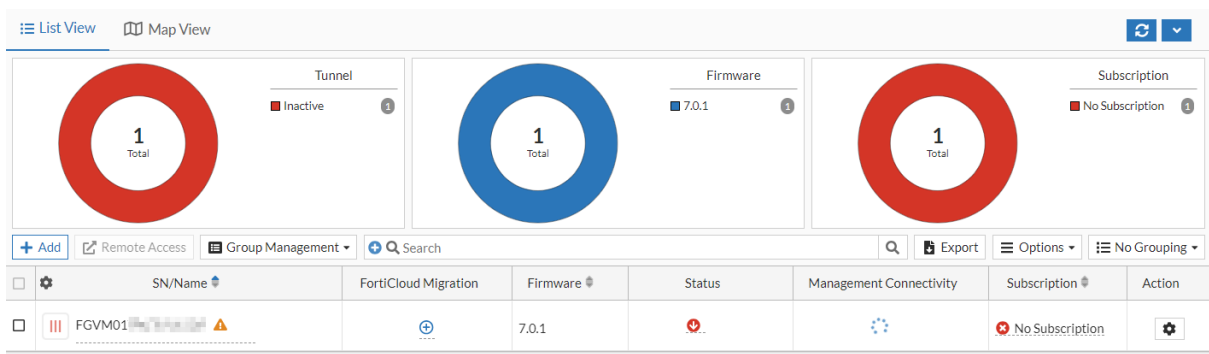 List View Map View
Tunnel
Inactive 1
1
Total
Firmware
7.0.1 1
1
Total
Subscription
No Subscription 1
1
Total
Add Remote Access Group Management Search Export Options No Grouping
SN/Name FortiCloud Migration Firmware Status Management Connectivity Subscription Action
FGVM01 7.0.1 No Subscription